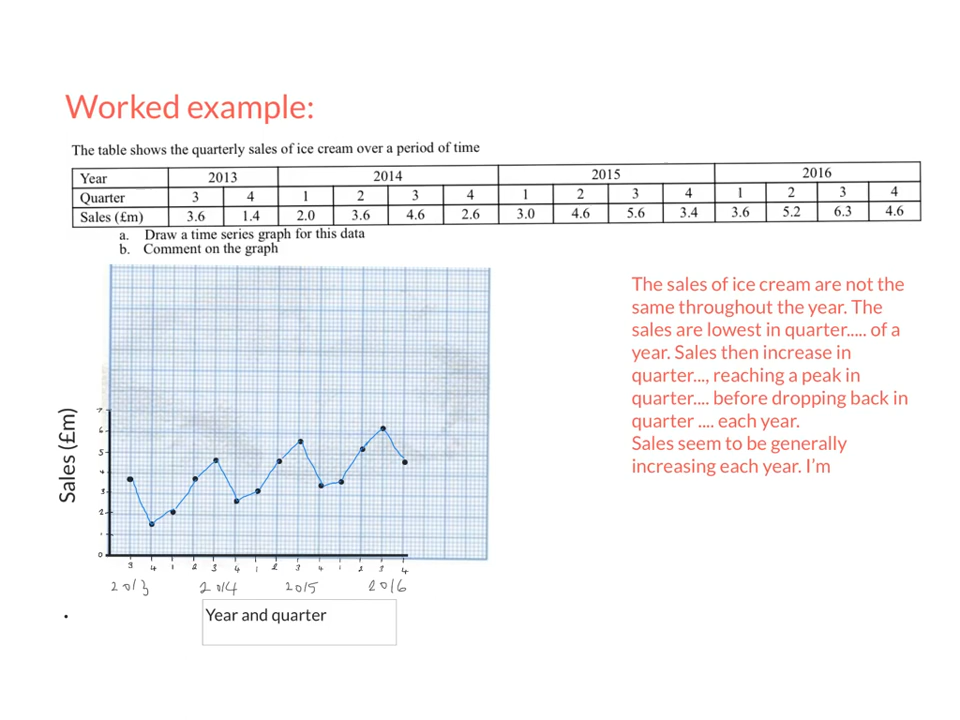 Worked example:
The table shows the quarterly sales of ice cream over a period of time
Year 2013 2014 2015 2016
Quarter 3 4 1 2 3 4 1 2 3 4 1 2 3 4
Sales (£m) 3.6 1.4 2.0 3.6 4.6 2.6 3.0 4.6 5.6 3.4 3.6 5.2 6.3 4.6
a. Draw a time series graph for this data
b. Comment on the graph
Sales (£m)
7
6
5
4
3
2
1
0
3 4 1 2 3 4 1 2 3 4 1 2 3 4
2013 2014 2015 2016
Year and quarter
The sales of ice cream are not the
same throughout the year. The
sales are lowest in quarter..... of a
year. Sales then increase in
quarter..., reaching a peak in
quarter.... before dropping back in
quarter .... each year.
Sales seem to be generally
increasing each year. I'm